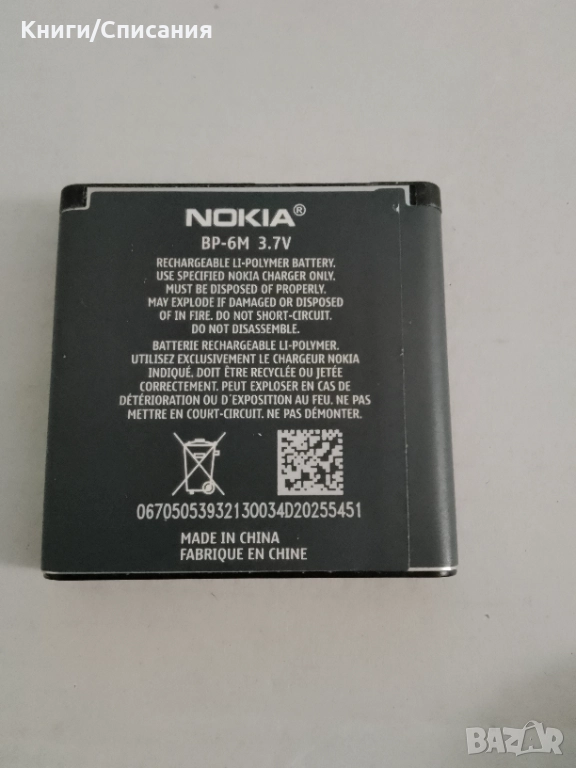 Книги/Списания
NOKIA®
BP-6M 3.7V
RECHARGEABLE LI-POLYMER BATTERY.
USE SPECIFIED NOKIA CHARGER ONLY.
MUST BE DISPOSED OF PROPERLY.
MAY EXPLODE IF DAMAGED OR DISPOSED
OF IN FIRE. DO NOT SHORT-CIRCUIT.
DO NOT DISASSEMBLE.
BATTERIE RECHARGEABLE LI-POLYMER.
UTILISEZ EXCLUSIVEMENT LE CHARGEUR NOKIA
INDIQUÉ, DOIT ÊTRE RECYCLÉE OU JETÉE
CORRECTEMENT. PEUT EXPLOSER EN CAS DE
DÉTÉRIORATION OU D'EXPOSITION AU FEU. NE PAS
METTRE EN COURT-CIRCUIT. NE PAS DÉMONTER.
06705053932130034D20255451
MADE IN CHINA
FABRIQUE EN CHINE
BAZAR